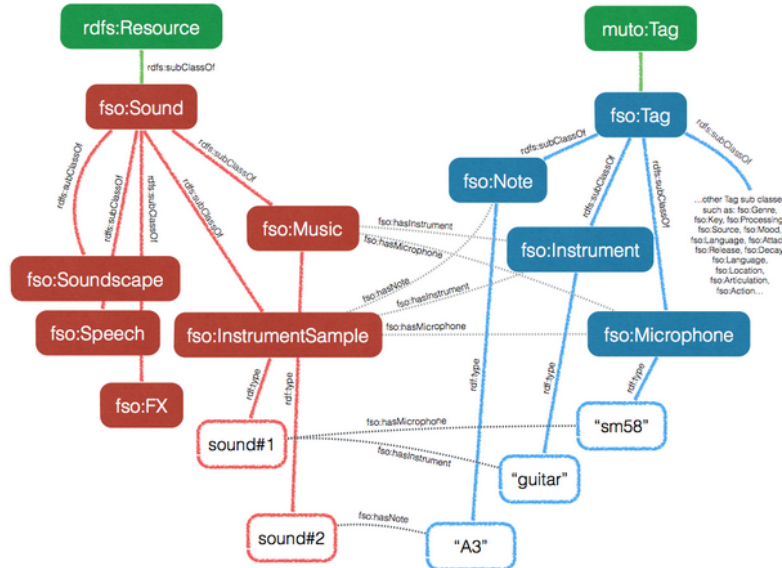 rdfs:Resource
muto:Tag
rdfs:subClassOf
fso:Sound
fso:Tag
rdfs:subClassOf
rdfs:subClassOf
rdfs:subClassOf
rdfs:subClassOf
rdfs:subClassOf
rdfs:subClassOf
rdfs:subClassOf
rdfs:subClassOf
rdfs:subClassOf
fso:Note
...other Tag sub classe
such as: fso:Genre,
fso:Key, fso:Processing
fso:Source, fso:Mood,
fso:Language, fso:Attac
fso:Release, fso:Decay
fso:Language,
fso:Location,
fso:Articulation,
fso:Action...
fso:Music
fso:hasInstrument
fso:hasMicrophone
fso:Instrument
fso:Soundscape
fso:hasNote
fso:hasInstrument
fso:Speech
fso:InstrumentSample
fso:hasMicrophone
fso:Microphone
rdf:type
rdf:type
rdf:type
rdf:type
rdf:type
fso:FX
sound#1
fso:hasMicrophone
"sm58"
fso:hasInstrument
"guitar"
sound#2
fso:hasNote
"A3"